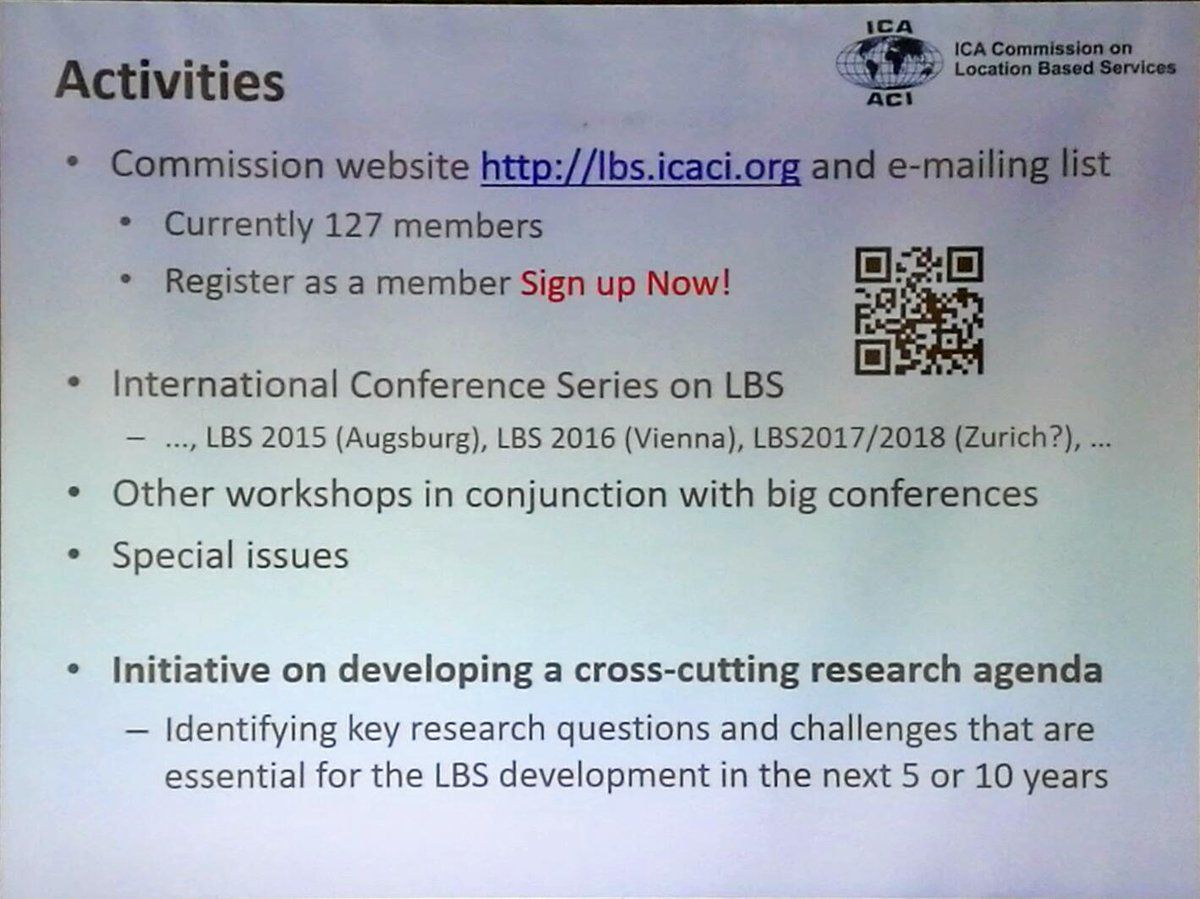 ICA
ICA Commission on
Location Based Services
ACI
Activities
• Commission website http://lbs.icaci.org and e-mailing list
• Currently 127 members
• Register as a member Sign up Now!
• International Conference Series on LBS
– ..., LBS 2015 (Augsburg), LBS 2016 (Vienna), LBS2017/2018 (Zurich?), ...
• Other workshops in conjunction with big conferences
• Special issues
• Initiative on developing a cross-cutting research agenda
– Identifying key research questions and challenges that are
essential for the LBS development in the next 5 or 10 years